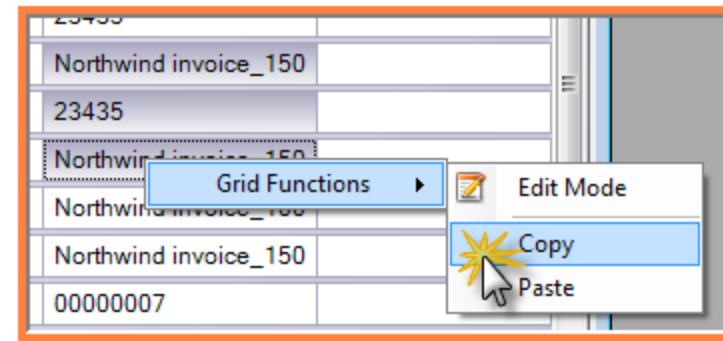 Northwind invoice_150
23435
Grid Functions
Edit Mode
Northwind invoice_150
Copy
Paste
00000007